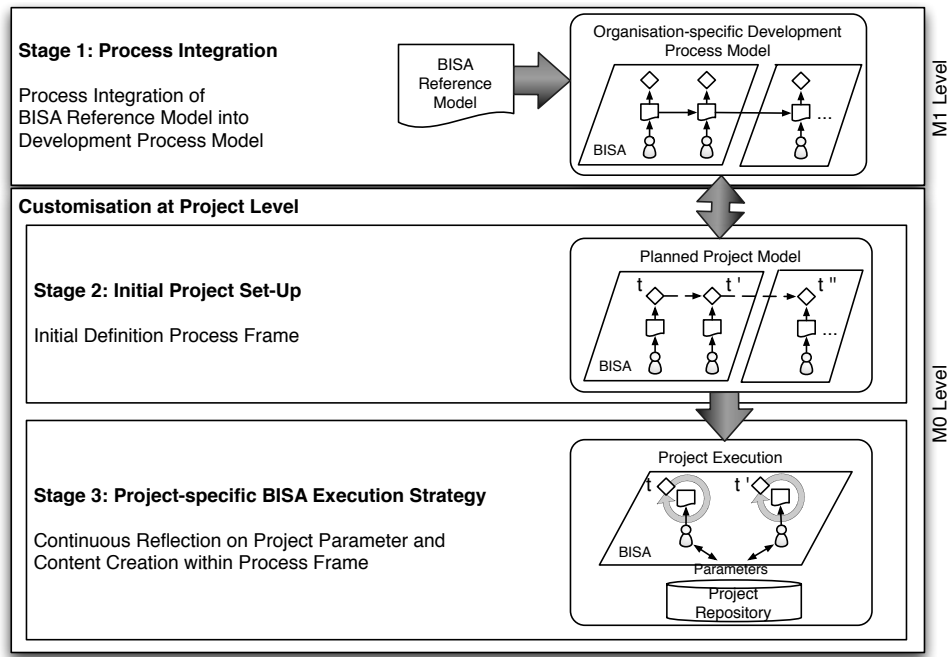 Stage 1: Process Integration
Process Integration of
BISA Reference Model into
Development Process Model
BISA
Reference
Model
Organisation-specific Development
Process Model
BISA
...
M1 Level
Customisation at Project Level
Stage 2: Initial Project Set-Up
Initial Definition Process Frame
Planned Project Model
t
t '
t "
BISA
...
M0 Level
Stage 3: Project-specific BISA Execution Strategy
Continuous Reflection on Project Parameter and
Content Creation within Process Frame
Project Execution
t
t '
BISA
Parameters
Project
Repository